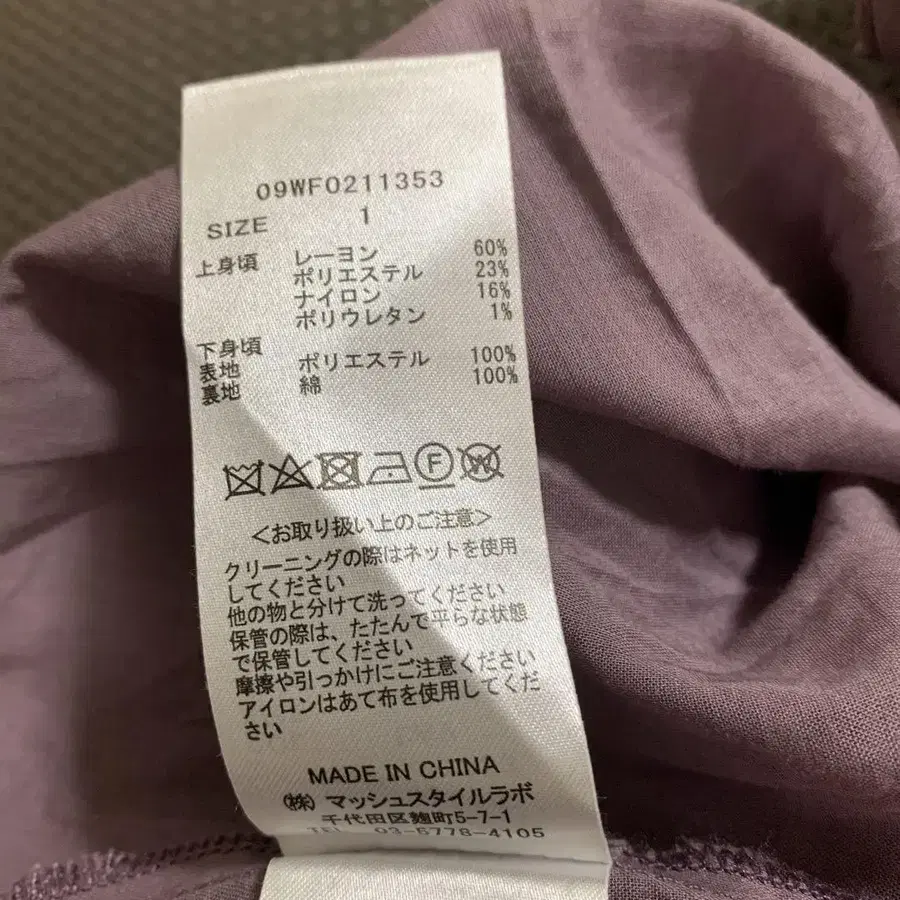 09WFO211353
SIZE 1
上身頃 レーヨン 60%
ポリエステル 23%
ナイロン 16%
ポリウレタン 1%
下身頃
表地 ポリエステル 100%
裏地 綿 100%
F W
<お取り扱い上のご注意>
クリーニングの際はネットを使用
してください
他の物と分けて洗ってください
保管の際は、たたんで平らな状態
で保管してください
摩擦や引っかけにご注意ください
アイロンはあて布を使用してくだ
さい
MADE IN CHINA
㈱ マッシュスタイルラボ
千代田区麹町5-7-1
TEL 03-5778-4105